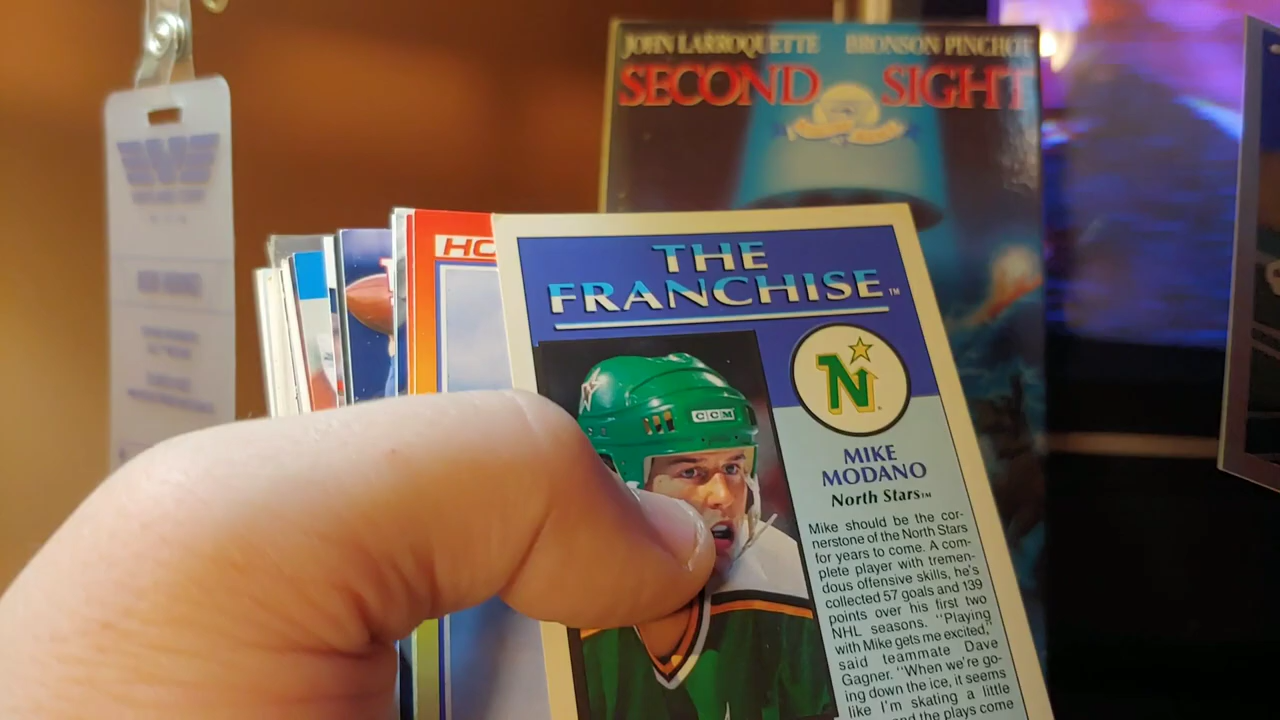 JOHN LARROQUETTE BRONSON PINCHOT
SECOND SIGHT
HO
THE
FRANCHISE™
CCM
N
MIKE
MODANO
North Stars™
Mike should be the cor-
nerstone of the North Stars
for years to come. A com-
plete player with tremen-
dous offensive skills, he's
collected 57 goals and 139
points over his first two
NHL seasons. "Playing
with Mike gets me excited,"
said teammate Dave
Gagner. "When we're go-
ing down the ice, it seems
like I'm skating a little
and the plays come